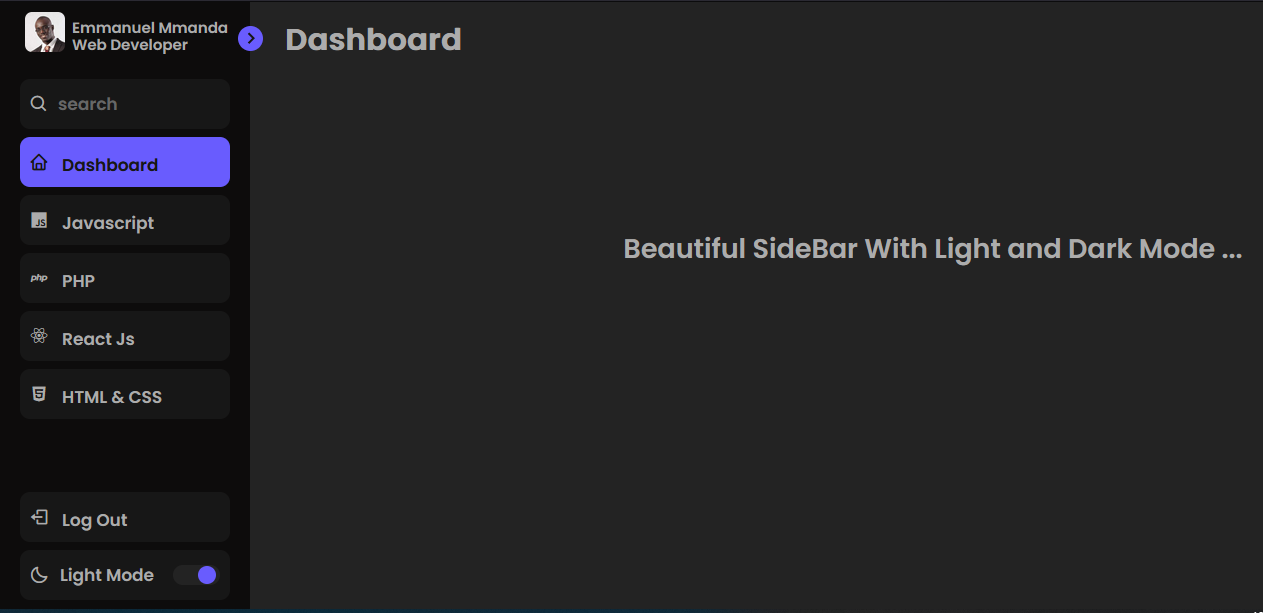 Emmanuel Mmanda
Web Developer
Dashboard
search
Dashboard
JS Javascript
Beautiful SideBar With Light and Dark Mode ...
php PHP
React Js
5 HTML & CSS
Log Out
Light Mode